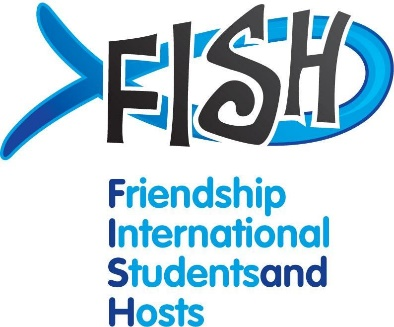 FISH
Friendship
International
Studentsand
Hosts